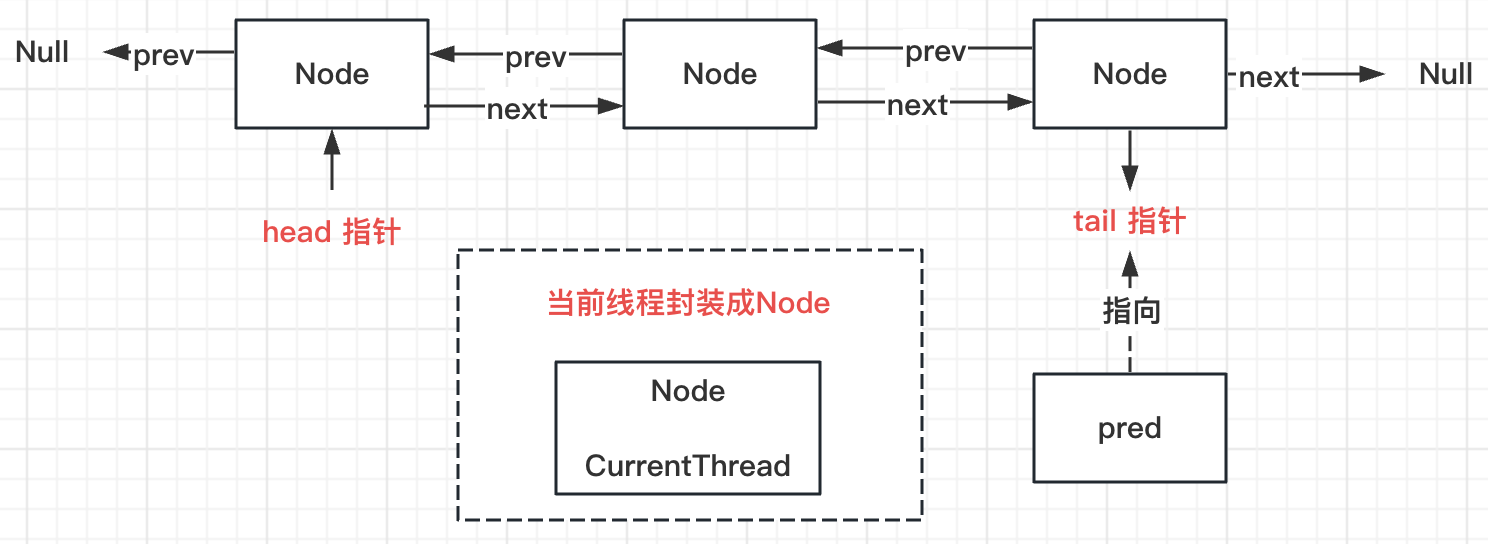 Null
prev
Node
next
prev
Node
next
prev
Node
next
Null
head 指针
tail 指针
当前线程封装成Node
Node
CurrentThread
指向
pred